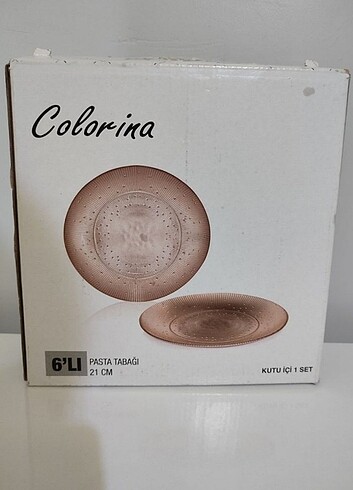 Colorina
6'LI
PASTA TABAĞI
21 CM
KUTU İÇİ 1 SET